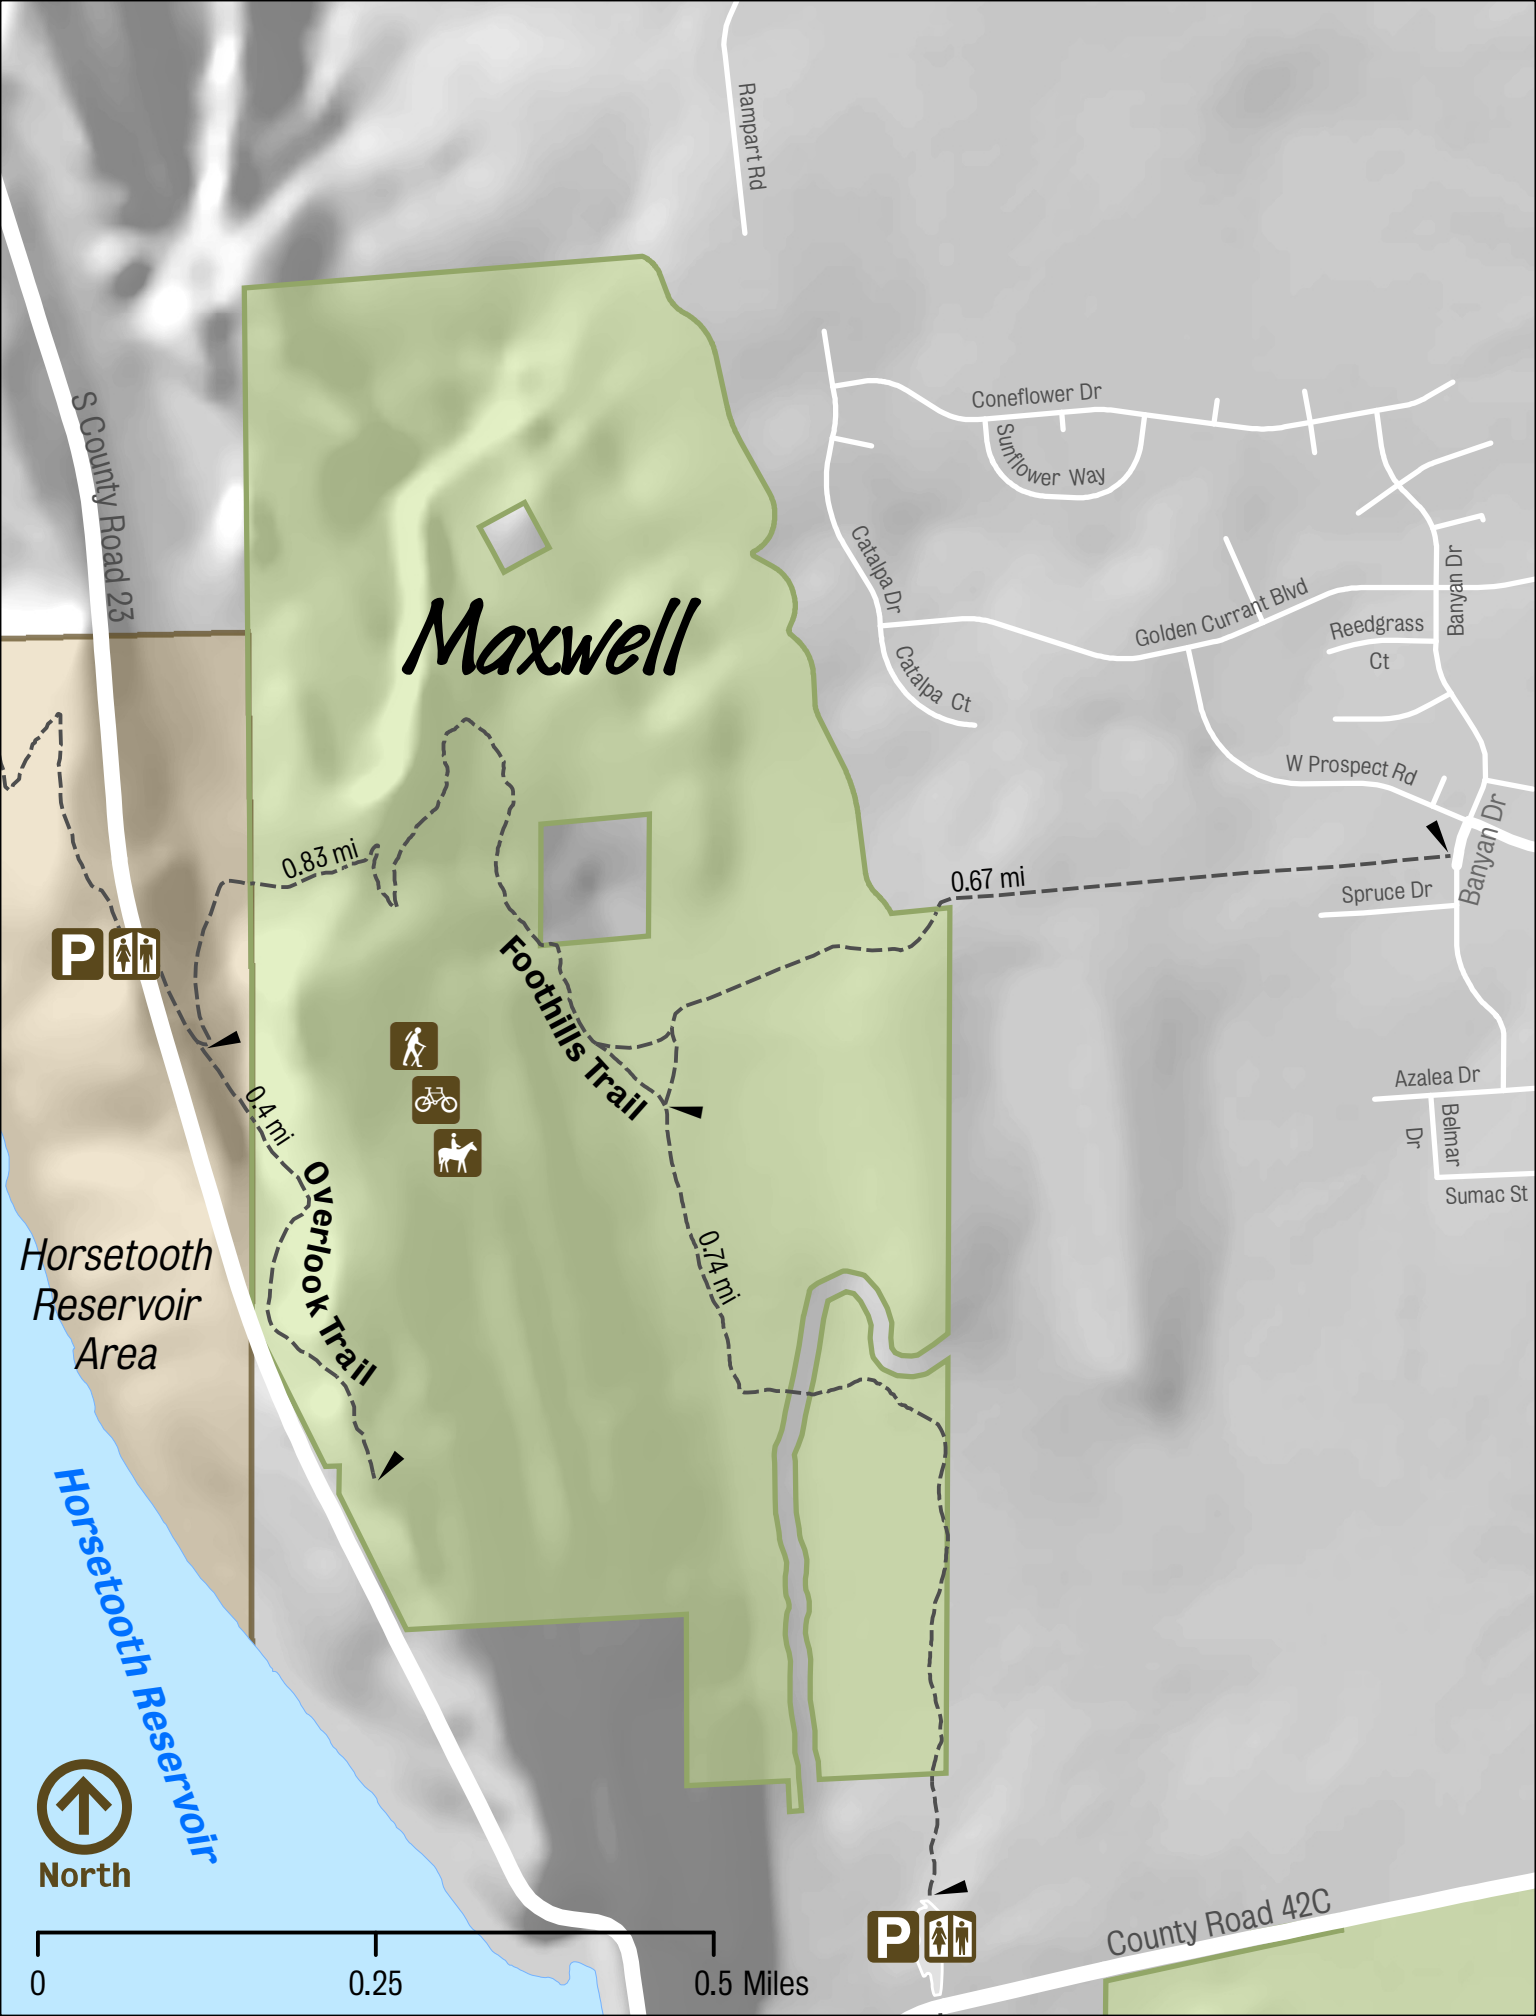 Rampart Rd
S County Road 23
Coneflower Dr
Sunflower Way
Catalpa Dr
Golden Currant Blvd
Banyan Dr
Reedgrass
Ct
Catalpa Ct
Maxwell
W Prospect Rd
Banyan Dr
0.83 mi
0.67 mi
Spruce Dr
P
Foothills Trail
0.4 mi
Azalea Dr
Belmar
Dr
Sumac St
Overlook Trail
Horsetooth
Reservoir
Area
0.74 mi
Horsetooth Reservoir
North
P
County Road 42C
0
0.25
0.5 Miles